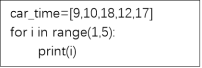 car_time=[9,10,18,12,17]
for i in range(1,5):
    print(i)